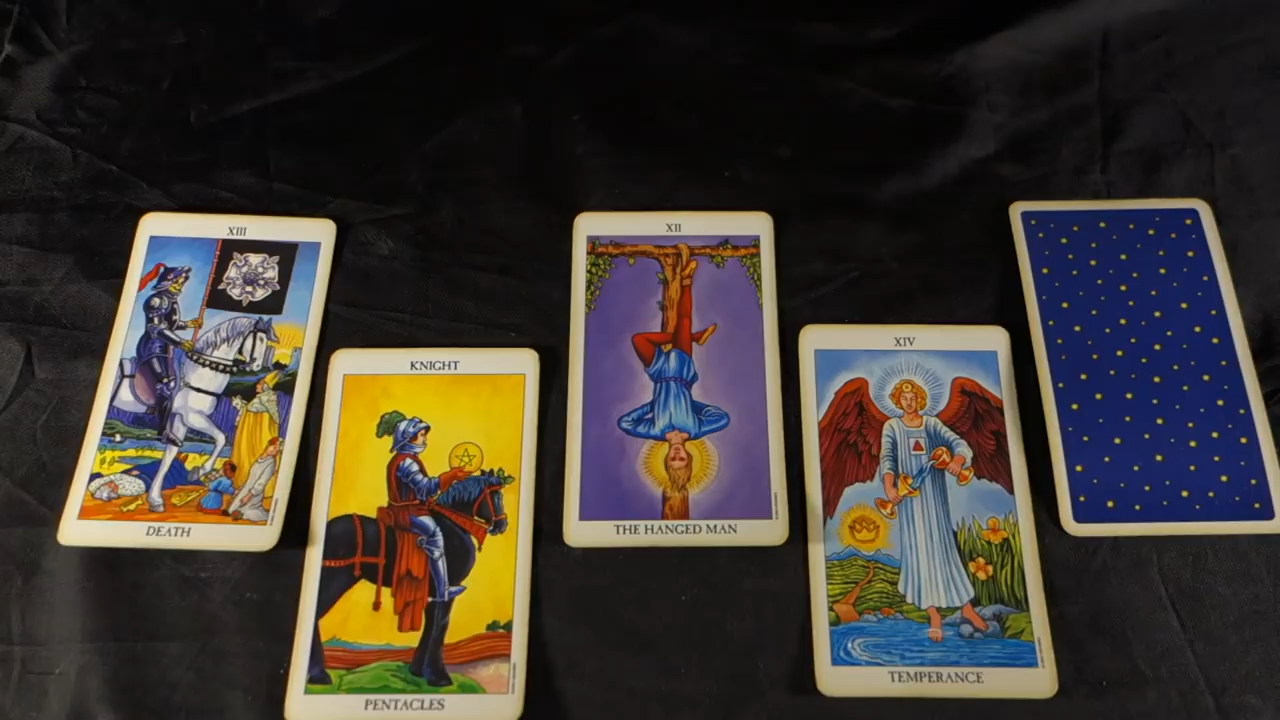 XIII
DEATH
KNIGHT
PENTACLES
XII
THE HANGED MAN
XIV
TEMPERANCE